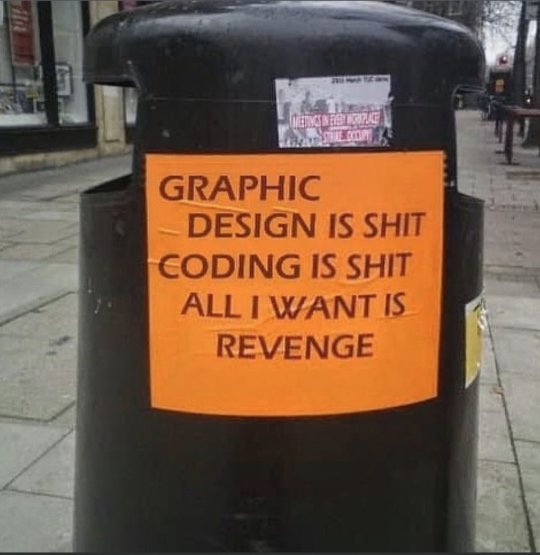 MEETINGS IN EVERY WORKPLACE
STRIKE...OCCUPY!
GRAPHIC
DESIGN IS SHIT
CODING IS SHIT
ALL I WANT IS
REVENGE